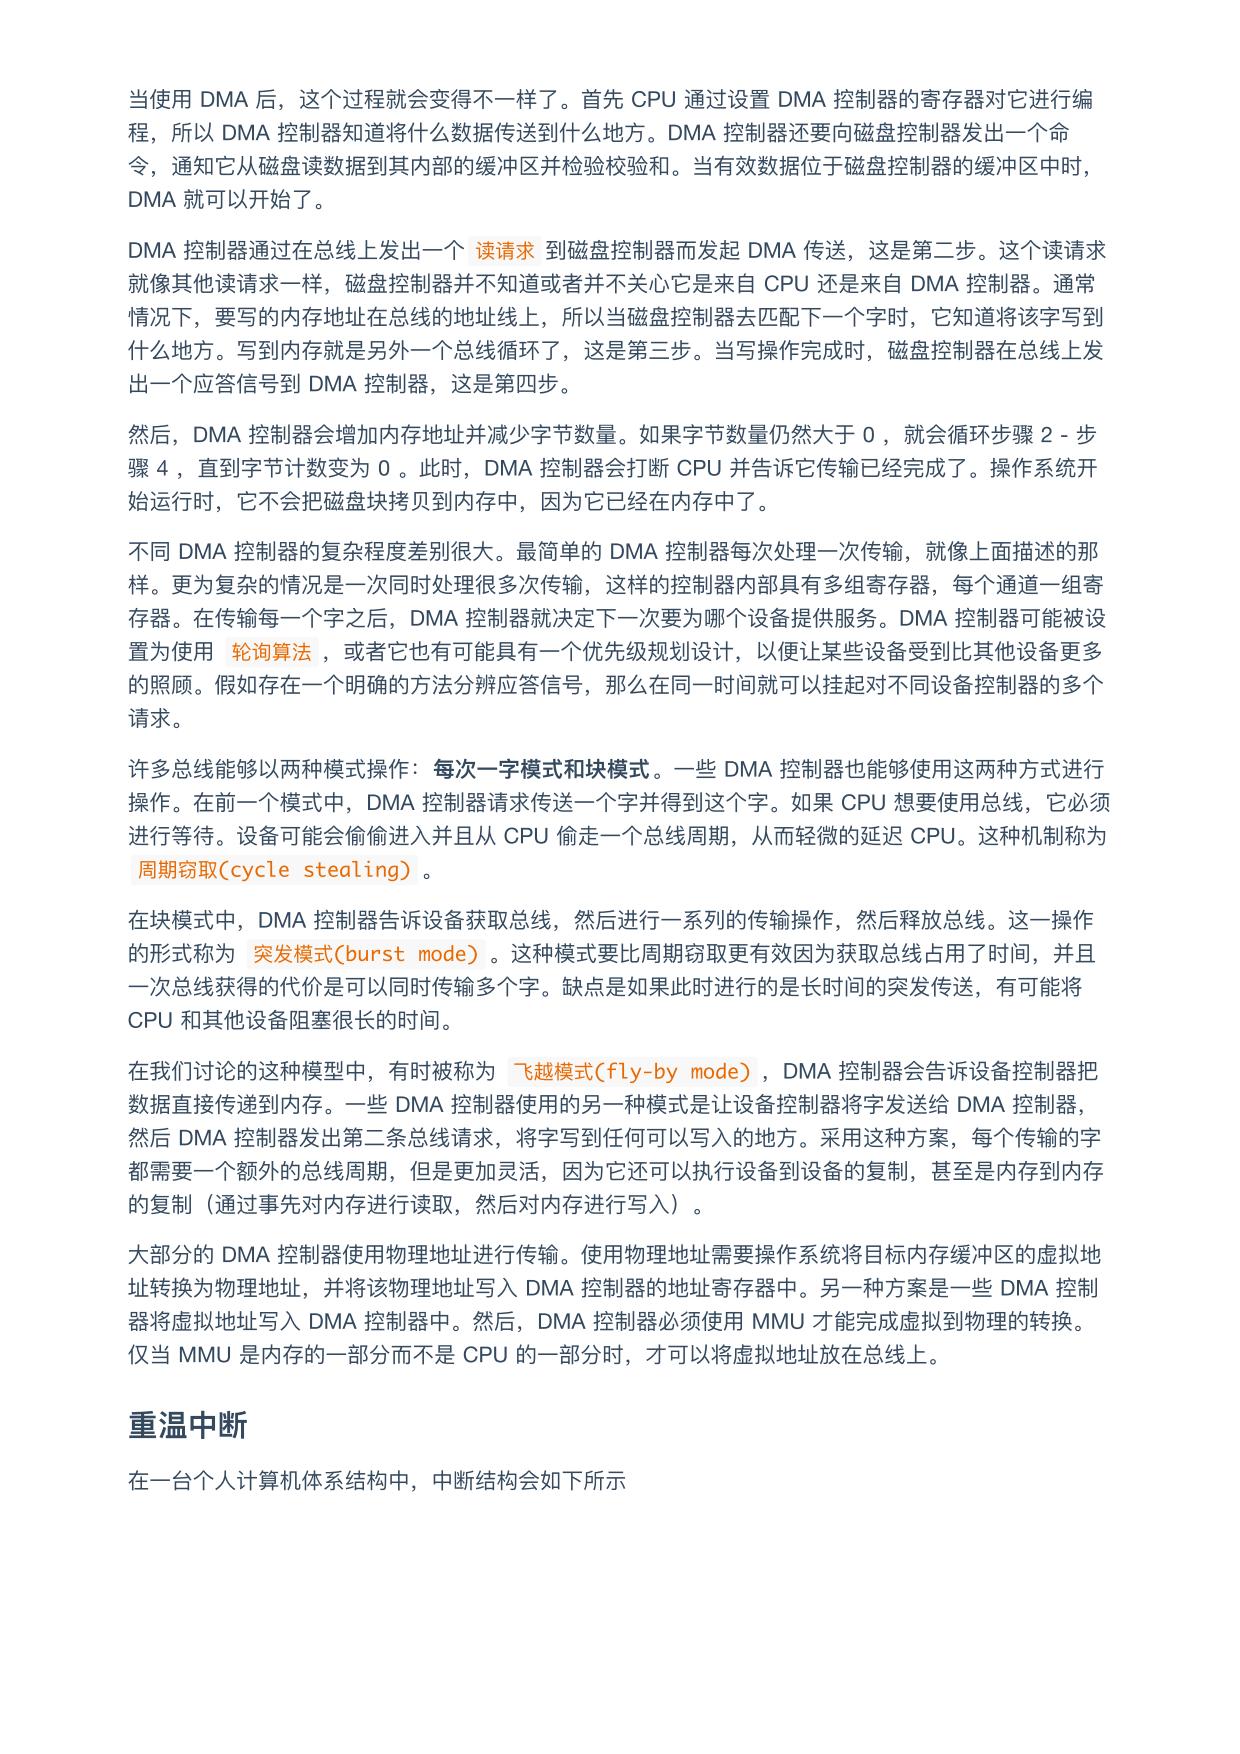 当使用 DMA 后，这个过程就会变得不一样了。首先 CPU 通过设置 DMA 控制器的寄存器对它进行编
程，所以 DMA 控制器知道将什么数据传送到什么地方。DMA 控制器还要向磁盘控制器发出一个命
令，通知它从磁盘读数据到其内部的缓冲区并检验校验和。当有效数据位于磁盘控制器的缓冲区中时，
DMA 就可以开始了。
DMA 控制器通过在总线上发出一个 读请求 到磁盘控制器而发起 DMA 传送，这是第二步。这个读请求
就像其他读请求一样，磁盘控制器并不知道或者并不关心它是来自 CPU 还是来自 DMA 控制器。通常
情况下，要写的内存地址在总线的地址线上，所以当磁盘控制器去匹配下一个字时，它知道将该字写到
什么地方。写到内存就是另外一个总线循环了，这是第三步。当写操作完成时，磁盘控制器在总线上发
出一个应答信号到 DMA 控制器，这是第四步。
然后，DMA 控制器会增加内存地址并减少字节数量。如果字节数量仍然大于 0 ，就会循环步骤 2 - 步
骤 4 ，直到字节计数变为 0 。此时，DMA 控制器会打断 CPU 并告诉它传输已经完成了。操作系统开
始运行时，它不会把磁盘块拷贝到内存中，因为它已经在内存中了。
不同 DMA 控制器的复杂程度差别很大。最简单的 DMA 控制器每次处理一次传输，就像上面描述的那
样。更为复杂的情况是一次同时处理很多次传输，这样的控制器内部具有多组寄存器，每个通道一组寄
存器。在传输每一个字之后，DMA 控制器就决定下一次要为哪个设备提供服务。DMA 控制器可能被设
置为使用 轮询算法 ，或者它也有可能具有一个优先级规划设计，以便让某些设备受到比其他设备更多
的照顾。假如存在一个明确的方法分辨应答信号，那么在同一时间就可以挂起对不同设备控制器的多个
请求。
许多总线能够以两种模式操作：每次一字模式和块模式。一些 DMA 控制器也能够使用这两种方式进行
操作。在前一个模式中，DMA 控制器请求传送一个字并得到这个字。如果 CPU 想要使用总线，它必须
进行等待。设备可能会偷偷进入并且从 CPU 偷走一个总线周期，从而轻微的延迟 CPU。这种机制称为
周期窃取(cycle stealing) 。
在块模式中，DMA 控制器告诉设备获取总线，然后进行一系列的传输操作，然后释放总线。这一操作
的形式称为 突发模式(burst mode) 。这种模式要比周期窃取更有效因为获取总线占用了时间，并且
一次总线获得的代价是可以同时传输多个字。缺点是如果此时进行的是长时间的突发传送，有可能将
CPU 和其他设备阻塞很长的时间。
在我们讨论的这种模型中，有时被称为 飞越模式(fly-by mode) ，DMA 控制器会告诉设备控制器把
数据直接传递到内存。一些 DMA 控制器使用的另一种模式是让设备控制器将字发送给 DMA 控制器，
然后 DMA 控制器发出第二条总线请求，将字写到任何可以写入的地方。采用这种方案，每个传输的字
都需要一个额外的总线周期，但是更加灵活，因为它还可以执行设备到设备的复制，甚至是内存到内存
的复制（通过事先对内存进行读取，然后对内存进行写入）。
大部分的 DMA 控制器使用物理地址进行传输。使用物理地址需要操作系统将目标内存缓冲区的虚拟地
址转换为物理地址，并将该物理地址写入 DMA 控制器的地址寄存器中。另一种方案是一些 DMA 控制
器将虚拟地址写入 DMA 控制器中。然后，DMA 控制器必须使用 MMU 才能完成虚拟到物理的转换。
仅当 MMU 是内存的一部分而不是 CPU 的一部分时，才可以将虚拟地址放在总线上。
重温中断
在一台个人计算机体系结构中，中断结构会如下所示